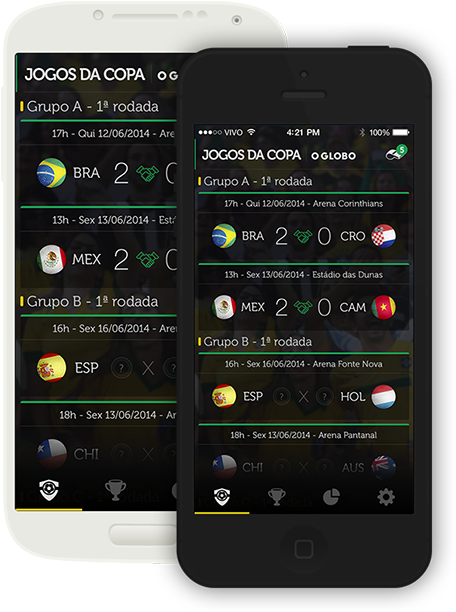 JOGOS DA COPA O GLO
Grupo A - 1ª rodada
17h - Qui 12/06/2014 - Are
BRA 2 0
13h - Sex 13/06/2014 - Está
MEX 2 0
Grupo B - 1ª rodada
16h - Sex 16/06/2014 - Are
ESP ? X ?
18h - Sex 13/06/2014 - Ar
CHI ? X ?
VIVO 4:21 PM 100%
JOGOS DA COPA O GLOBO 5
Grupo A - 1ª rodada
17h - Qui 12/06/2014 - Arena Corinthians
BRA 2 0 CRO
13h - Sex 13/06/2014 - Estádio das Dunas
MEX 2 0 CAM
Grupo B - 1ª rodada
16h - Sex 16/06/2014 - Arena Fonte Nova
ESP ? X ? HOL
18h - Sex 13/06/2014 - Arena Pantanal
CHI ? X ? AUS